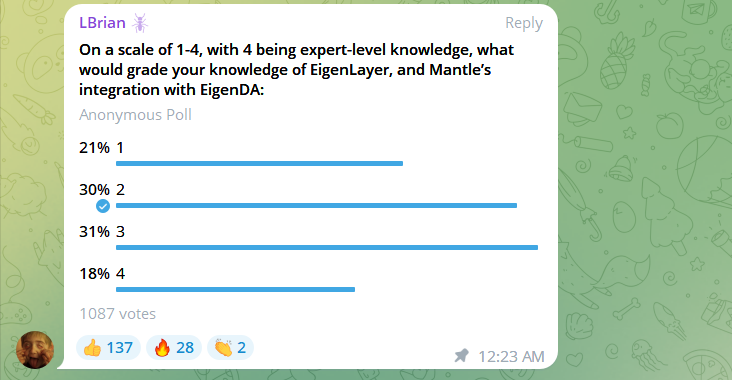 LBrian
Reply
On a scale of 1-4, with 4 being expert-level knowledge, what
would grade your knowledge of EigenLayer, and Mantle’s
integration with EigenDA:
Anonymous Poll
21% 1
30% 2
31% 3
18% 4
1087 votes
137 28 2
12:23 AM